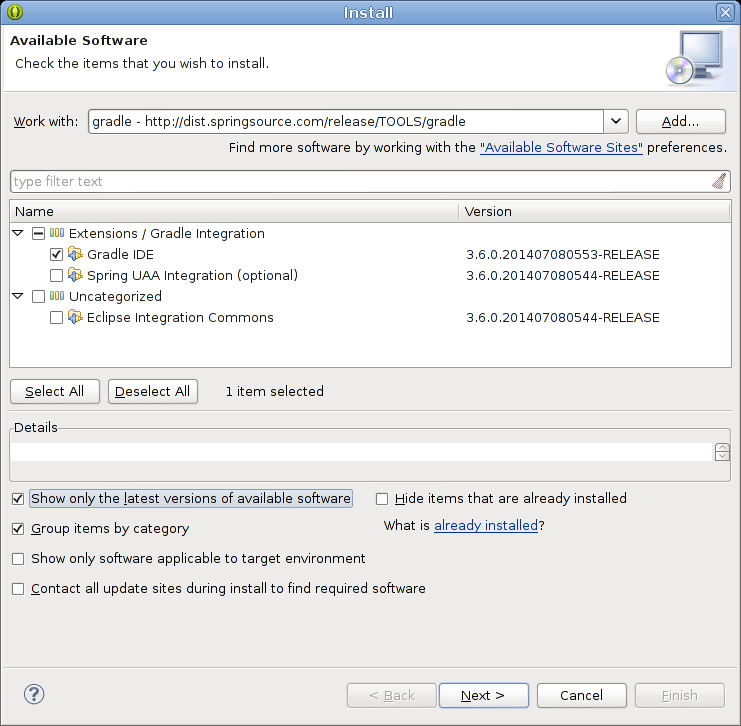 Install
Available Software
Check the items that you wish to install.
Work with: gradle - http://dist.springsource.com/release/TOOLS/gradle Add...
Find more software by working with the "Available Software Sites" preferences.
type filter text
Name Version
Extensions / Gradle Integration
Gradle IDE 3.6.0.201407080553-RELEASE
Spring UAA Integration (optional) 3.6.0.201407080544-RELEASE
Uncategorized
Eclipse Integration Commons 3.6.0.201407080544-RELEASE
Select All Deselect All 1 item selected
Details
Show only the latest versions of available software Hide items that are already installed
Group items by category What is already installed?
Show only software applicable to target environment
Contact all update sites during install to find required software
? < Back Next > Cancel Finish